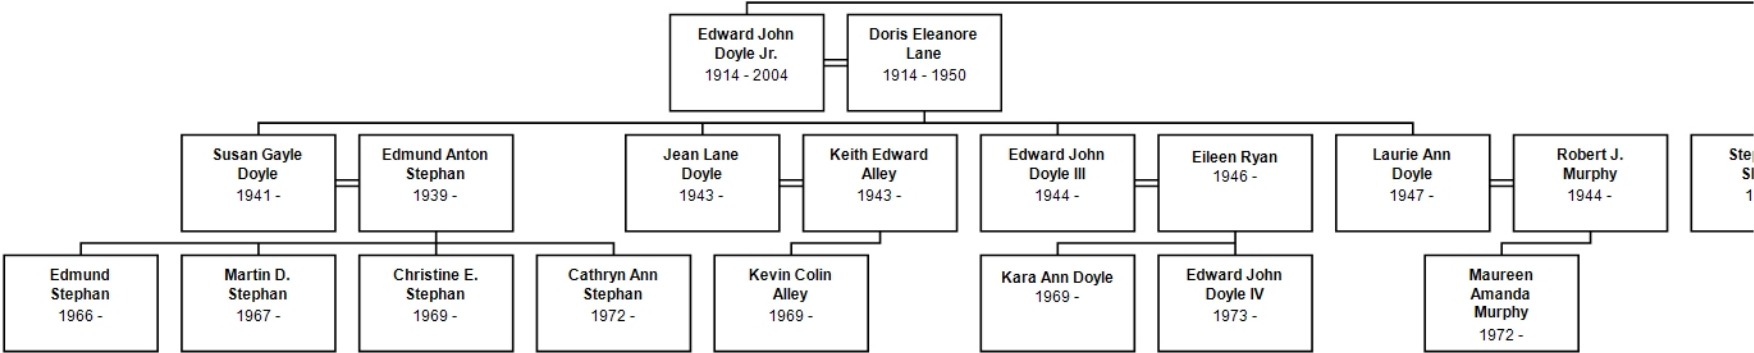 Edward John
Doyle Jr.
1914 - 2004
Doris Eleanore
Lane
1914 - 1950
Susan Gayle
Doyle
1941 -
Edmund Anton
Stephan
1939 -
Jean Lane
Doyle
1943 -
Keith Edward
Alley
1943 -
Edward John
Doyle III
1944 -
Eileen Ryan
1946 -
Laurie Ann
Doyle
1947 -
Robert J.
Murphy
1944 -
Edmund
Stephan
1966 -
Martin D.
Stephan
1967 -
Christine E.
Stephan
1969 -
Cathryn Ann
Stephan
1972 -
Kevin Colin
Alley
1969 -
Kara Ann Doyle
1969 -
Edward John
Doyle IV
1973 -
Maureen
Amanda
Murphy
1972 -